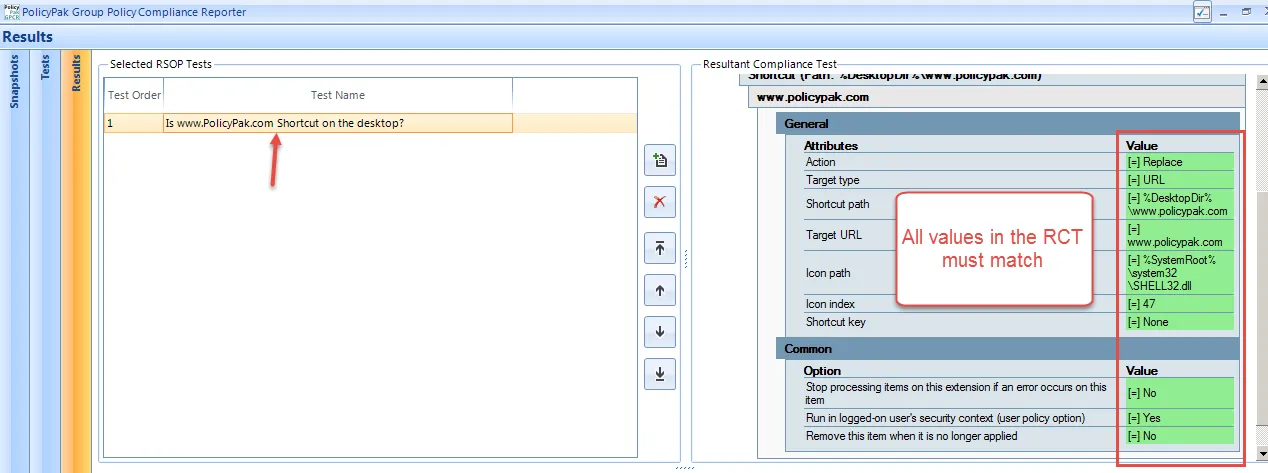 PolicyPak Group Policy Compliance Reporter
Results
Snapshots
Tests
Results
Selected RSOP Tests
Test Order
Test Name
1
Is www.PolicyPak.com Shortcut on the desktop?
Resultant Compliance Test
Shortcut (Path: %DesktopDir%\www.policypak.com)
www.policypak.com
General
Attributes Value
Action [=] Replace
Target type [=] URL
Shortcut path [=] %DesktopDir%
\www.policypak.com
Target URL [=]
www.policypak.com
Icon path [=] %SystemRoot%
\system32
\SHELL32.dll
Icon index [=] 47
Shortcut key [=] None
All values in the RCT
must match
Common
Option Value
Stop processing items on this extension if an error occurs on this
item [=] No
Run in logged-on user's security context (user policy option) [=] Yes
Remove this item when it is no longer applied [=] No